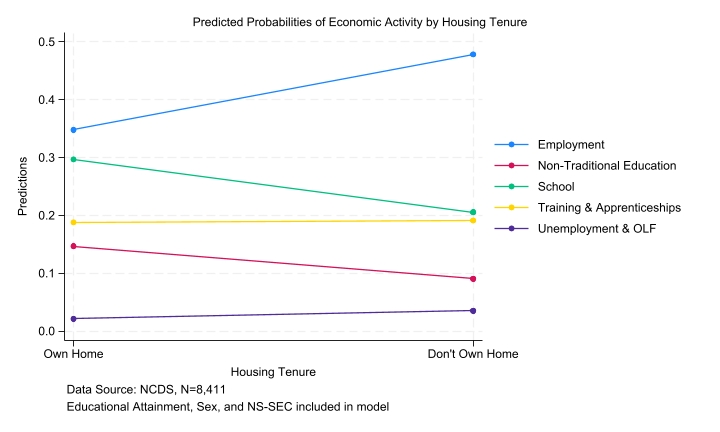 Predicted Probabilities of Economic Activity by Housing Tenure
0.5
0.4
0.3
0.2
0.1
0.0
Predictions
Own Home
Don't Own Home
Housing Tenure
Employment
Non-Traditional Education
School
Training & Apprenticeships
Unemployment & OLF
Data Source: NCDS, N=8,411
Educational Attainment, Sex, and NS-SEC included in model